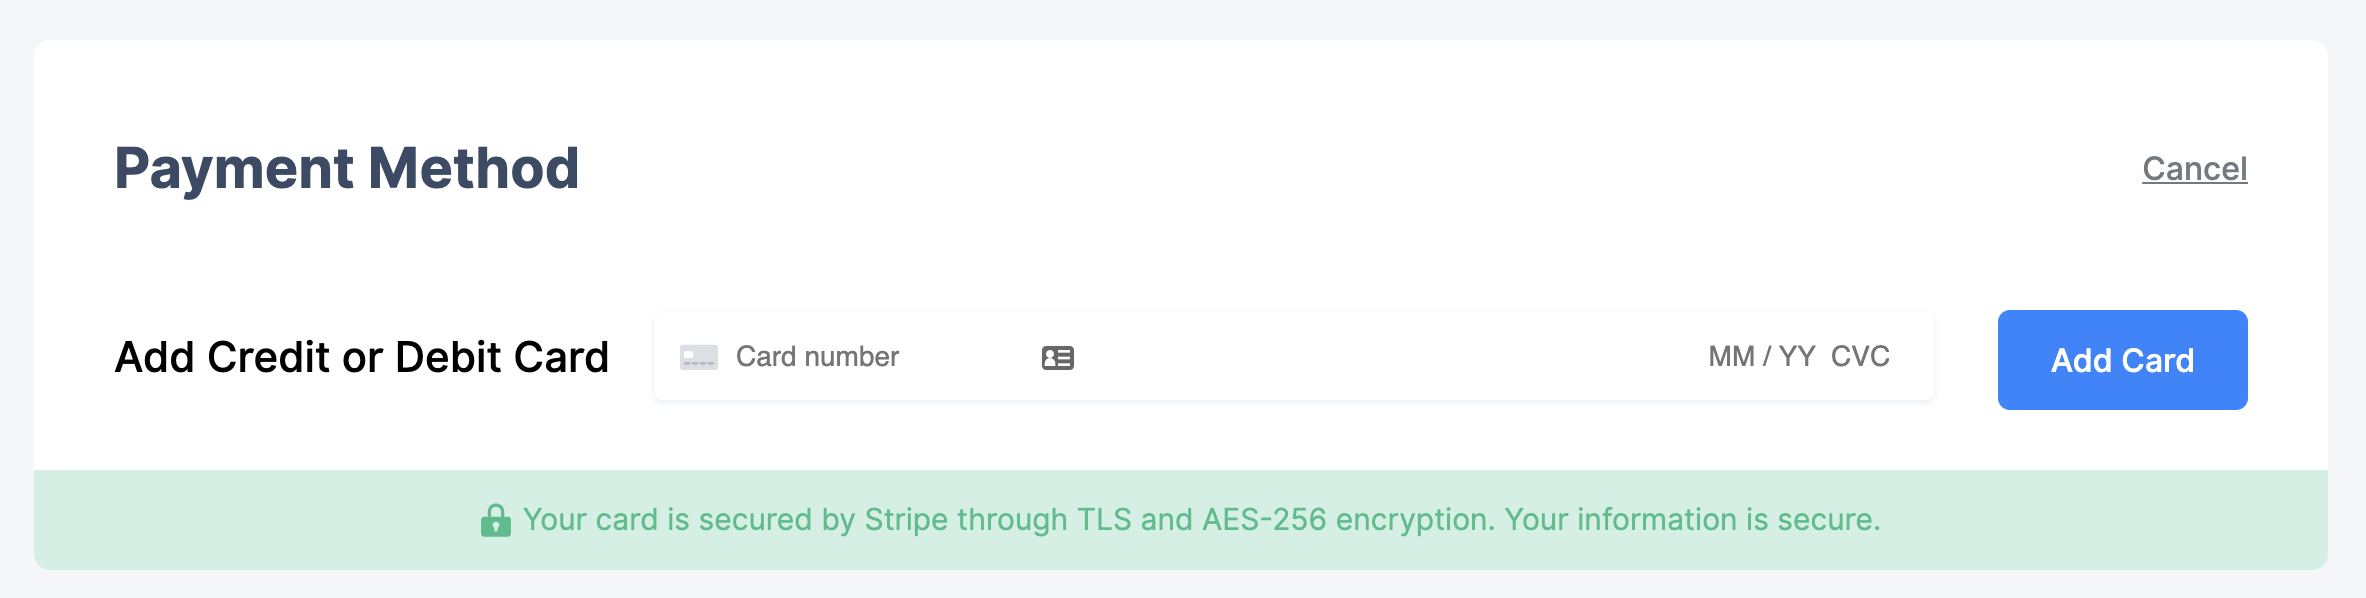 Payment Method
Cancel
Add Credit or Debit Card
Card number
MM / YY CVC
Add Card
Your card is secured by Stripe through TLS and AES-256 encryption. Your information is secure.